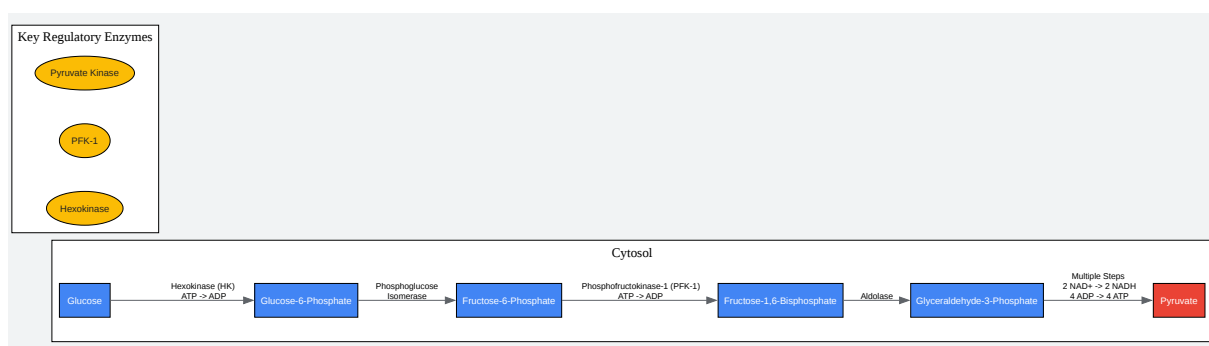 Key Regulatory Enzymes
Pyruvate Kinase
PFK-1
Hexokinase
Cytosol
Glucose
Hexokinase (HK)
ATP -> ADP
Glucose-6-Phosphate
Phosphoglucose
Isomerase
Fructose-6-Phosphate
Phosphofructokinase-1 (PFK-1)
ATP -> ADP
Fructose-1,6-Bisphosphate
Aldolase
Glyceraldehyde-3-Phosphate
Multiple Steps
2 NAD+ -> 2 NADH
4 ADP -> 4 ATP
Pyruvate